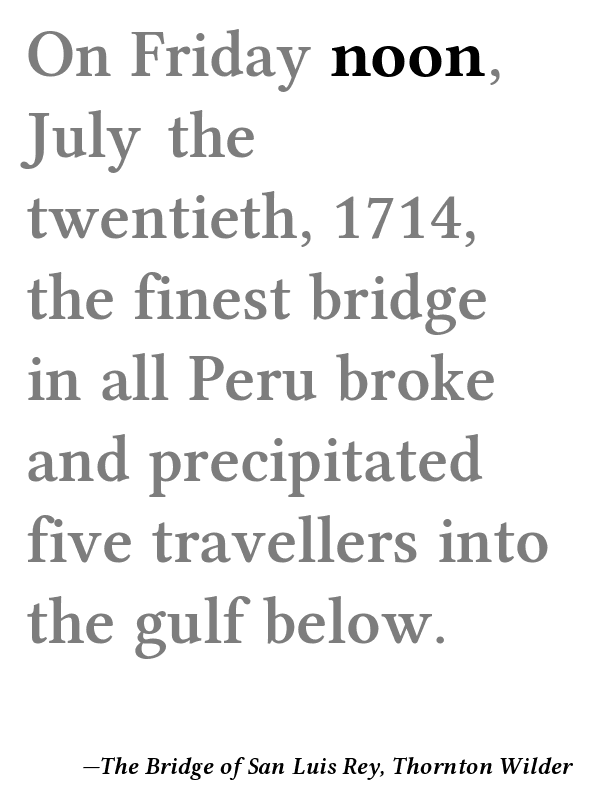 On Friday noon,
July the
twentieth, 1714,
the finest bridge
in all Peru broke
and precipitated
five travellers into
the gulf below.
—The Bridge of San Luis Rey, Thornton Wilder